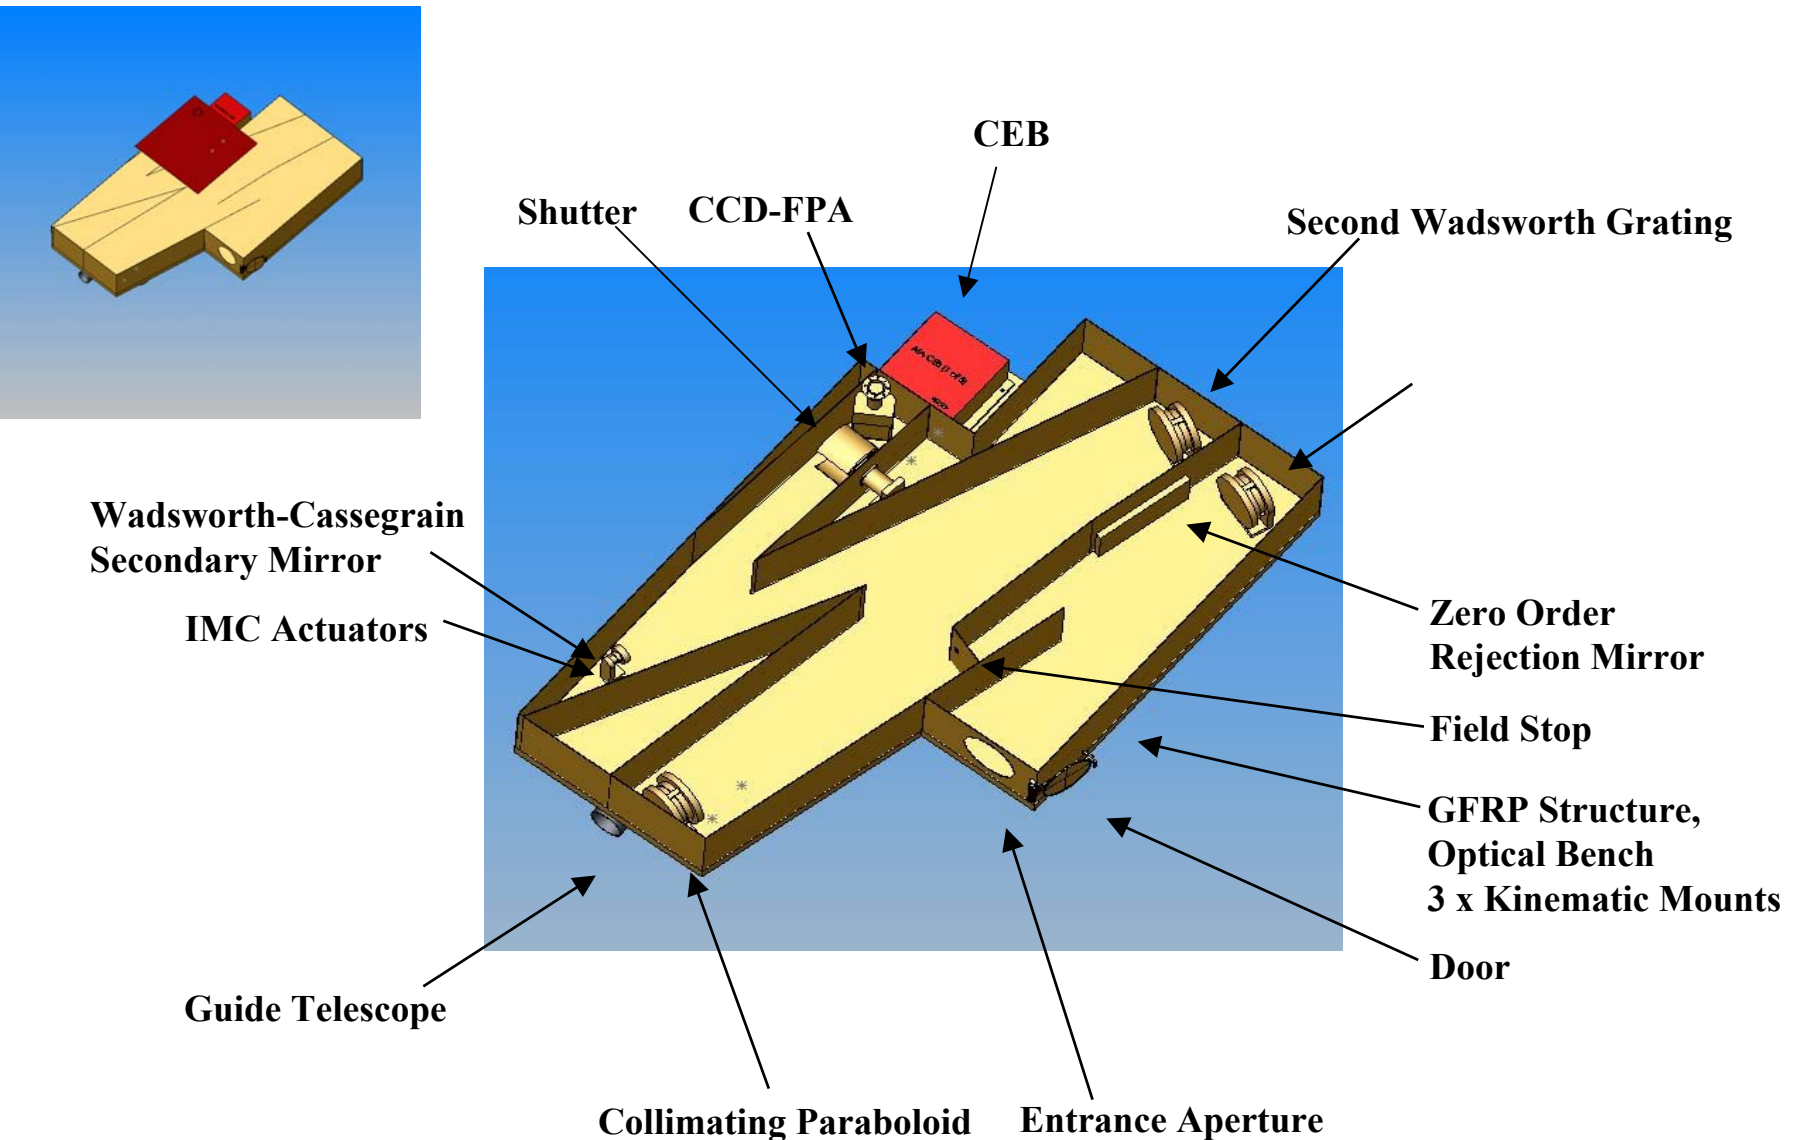 CEB
Shutter
CCD-FPA
Second Wadsworth Grating
Wadsworth-Cassegrain
Secondary Mirror
IMC Actuators
Zero Order
Rejection Mirror
Field Stop
GFRP Structure,
Optical Bench
3 x Kinematic Mounts
Door
Guide Telescope
Collimating Paraboloid
Entrance Aperture